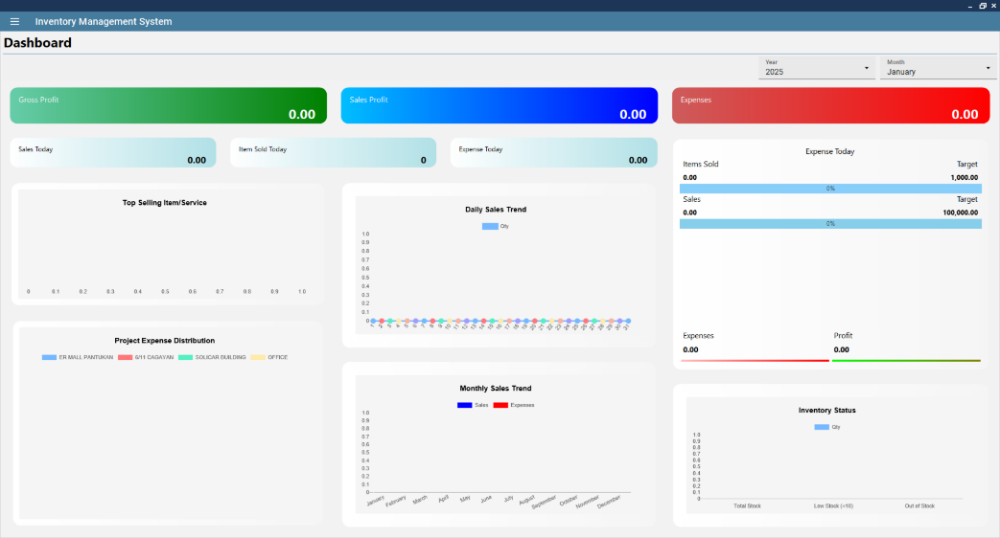 Inventory Management System
Dashboard
Year
2025
Month
January
Gross Profit
0.00
Sales Profit
0.00
Expenses
0.00
Sales Today
0.00
Item Sold Today
0
Expense Today
0.00
Expense Today
Items Sold Target
0.00 1,000.00
0%
Sales Target
0.00 100,000.00
0%
Expenses Profit
0.00 0.00
Top Selling Item/Service
0 0.1 0.2 0.3 0.4 0.5 0.6 0.7 0.8 0.9 1.0
Daily Sales Trend
Qty
1.0
0.9
0.8
0.7
0.6
0.5
0.4
0.3
0.2
0.1
0
1 2 3 4 5 6 7 8 9 10 11 12 13 14 15 16 17 18 19 20 21 22 23 24 25 26 27 28 29 30 31
Project Expense Distribution
ER MALL PANTUKAN 6/11 CAGAYAN SOLICAR BUILDING OFFICE
Monthly Sales Trend
Sales Expenses
1.0
0.9
0.8
0.7
0.6
0.5
0.4
0.3
0.2
0.1
0
January February March April May June July August September October November December
Inventory Status
Qty
1.0
0.9
0.8
0.7
0.6
0.5
0.4
0.3
0.2
0.1
0
Total Stock Low Stock (<10) Out of Stock